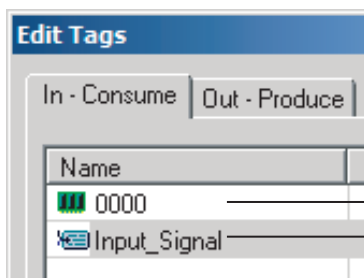 Edit Tags
In - Consume Out - Produce
Name
0000
Input_Signal